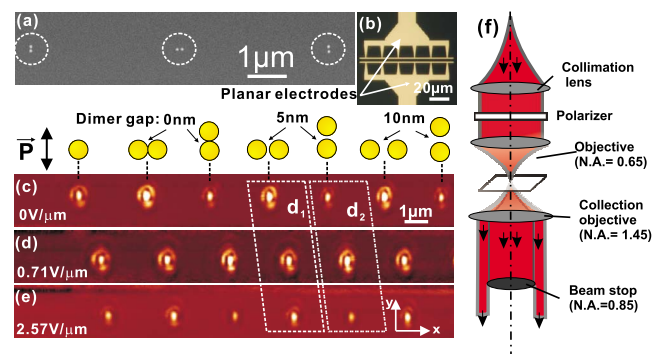 (a)
1µm
(b)
Planar electrodes
20µm
Dimer gap: 0nm
5nm
10nm
P
(c)
0V/µm
d1
d2
1µm
(d)
0.71V/µm
(e)
2.57V/µm
y
x
(f)
Collimation
lens
Polarizer
Objective
(N.A.= 0.65)
Collection
objective
(N.A.= 1.45)
Beam stop
(N.A.=0.85)